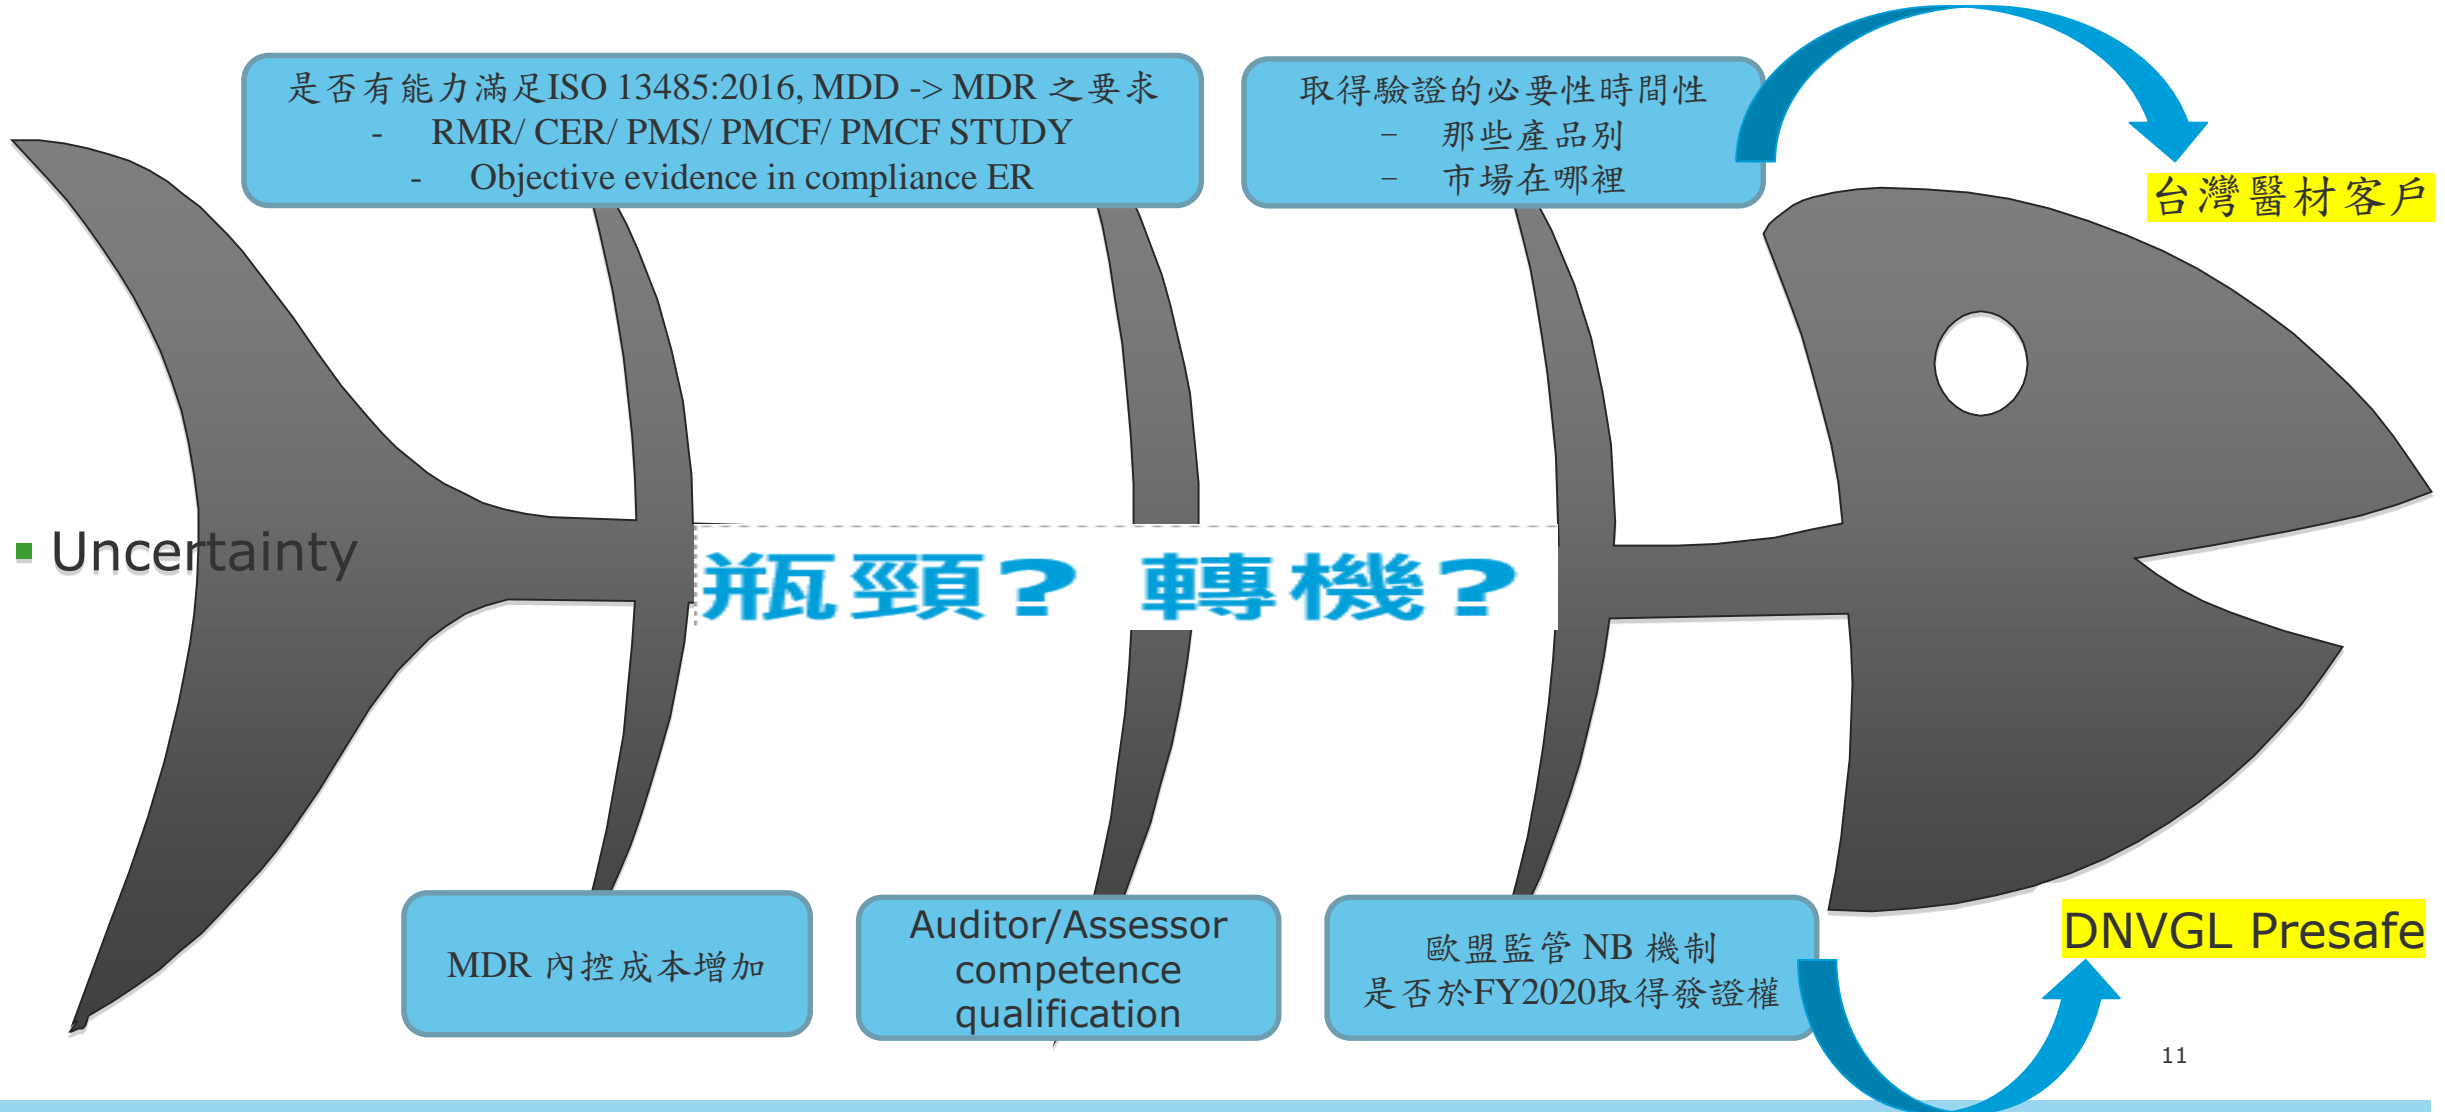 是否有能力滿足ISO 13485:2016, MDD -> MDR 之要求
- RMR/ CER/ PMS/ PMCF/ PMCF STUDY
- Objective evidence in compliance ER
取得驗證的必要性時間性
- 那些產品別
- 市場在哪裡
台灣醫材客戶
▪ Uncertainty
瓶頸? 轉機?
MDR 內控成本增加
Auditor/Assessor
competence
qualification
歐盟監管 NB 機制
是否於FY2020取得發證權
DNVGL Presafe
11